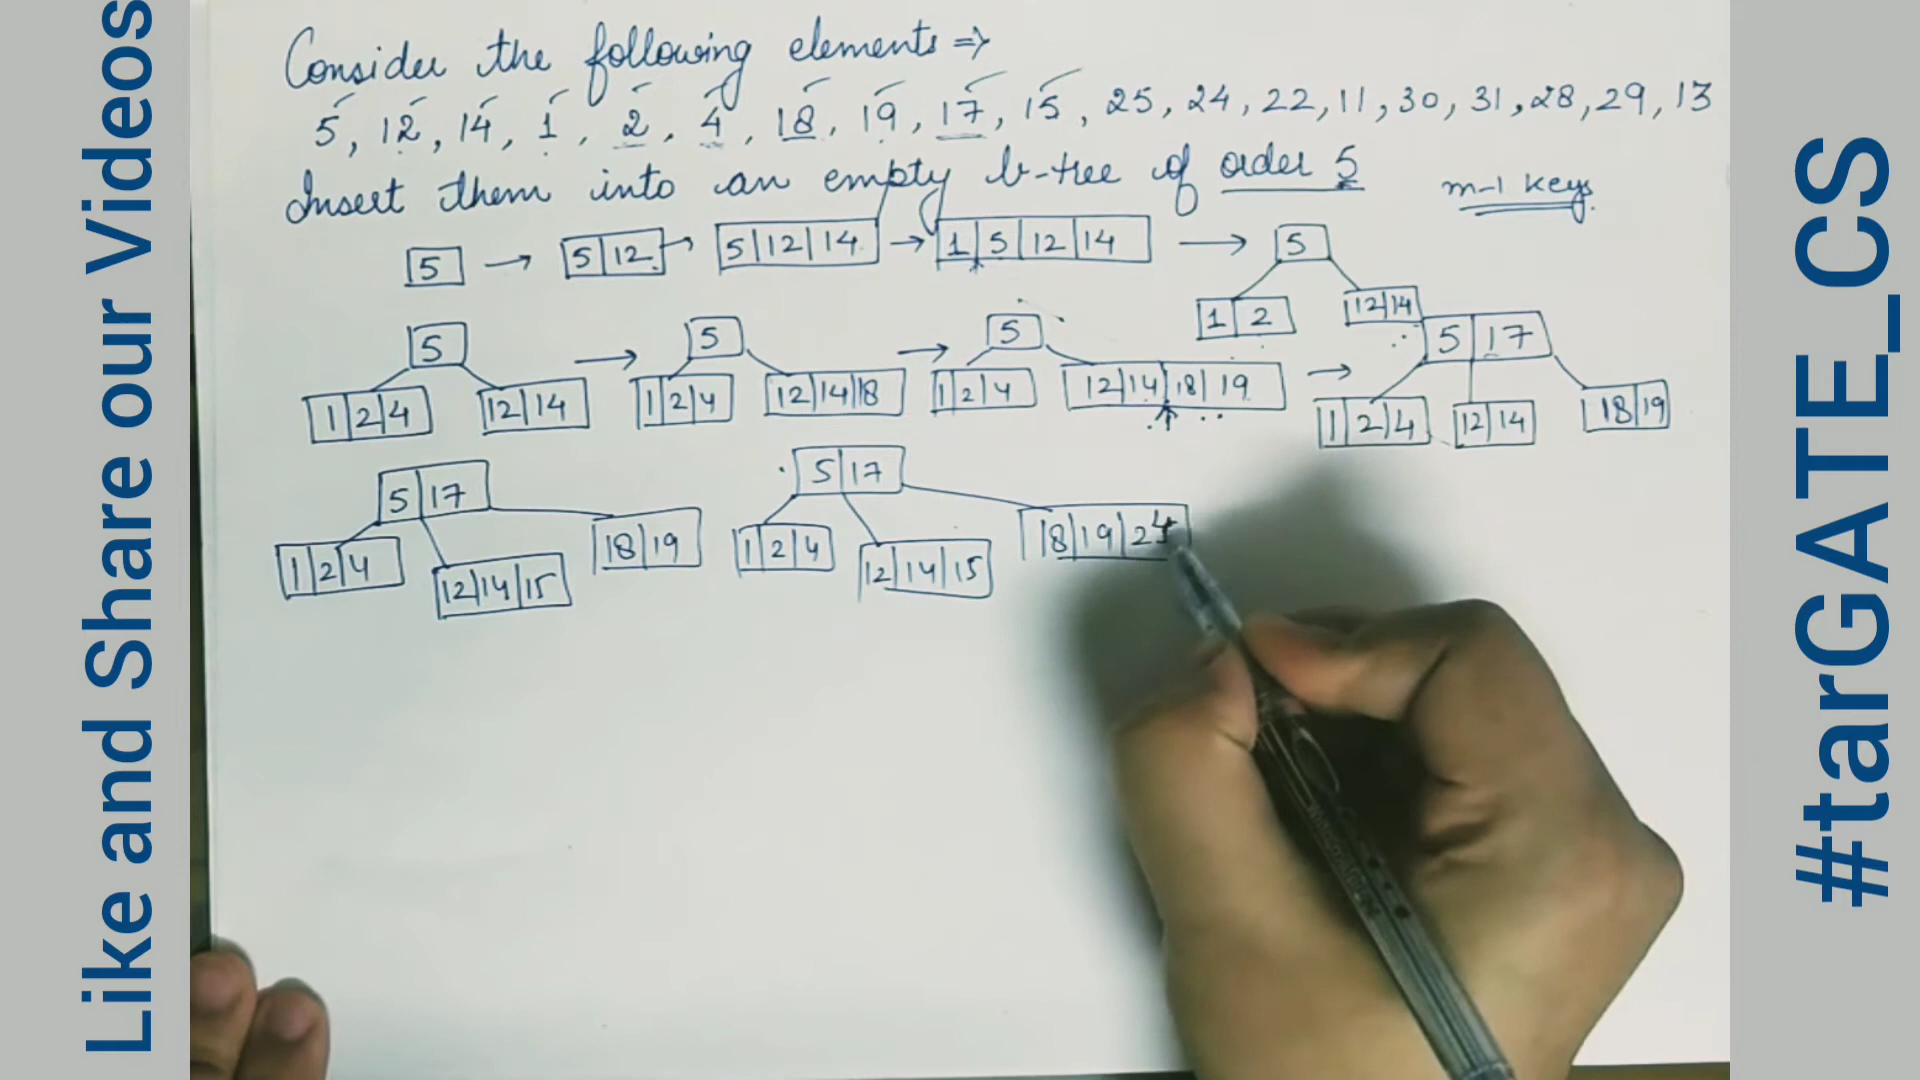 Like and Share our Videos
Consider the following elements ⇒
5, 12, 14, 1, 2, 4, 18, 19, 17, 15, 25, 24, 22, 11, 30, 31, 28, 29, 13
Insert them into an empty b-tree of order 5
m-1 keys.
5 → 5|12 → 5|12|14 → 1|5|12|14 → 5
1|2 12|14
5 → 5 → 5 → 5|17
1|2|4 12|14 1|2|4 12|14|18 1|2|4 12|14|18|19 1|2|4 12|14 18|19
5|17 5|17
1|2|4 12|14|15 18|19 1|2|4 12|14|15 18|19|
#tarGATE_CS